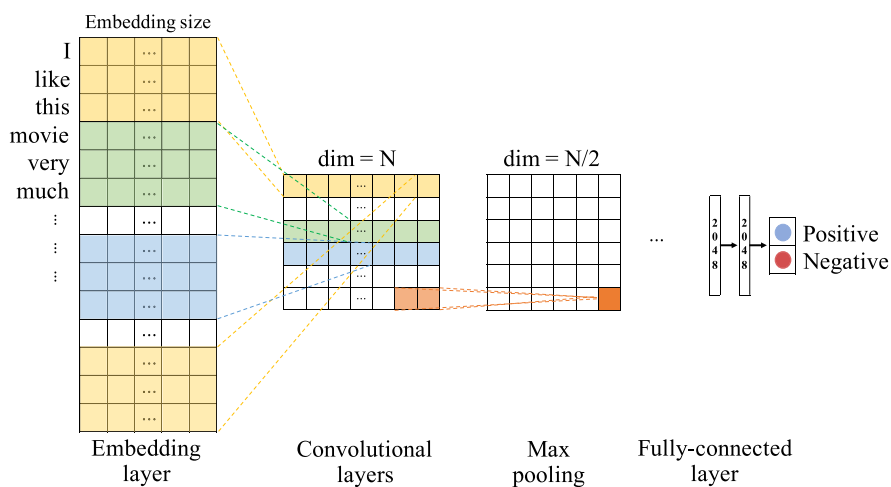 Embedding size
I
like
this
movie
very
much
⋮
⋮
⋮
...
...
...
...
...
...
...
...
...
...
...
...
...
...
dim = N
...
...
...
...
...
...
dim = N/2
...
2048
2048
Positive
Negative
Embedding
layer
Convolutional
layers
Max
pooling
Fully-connected
layer